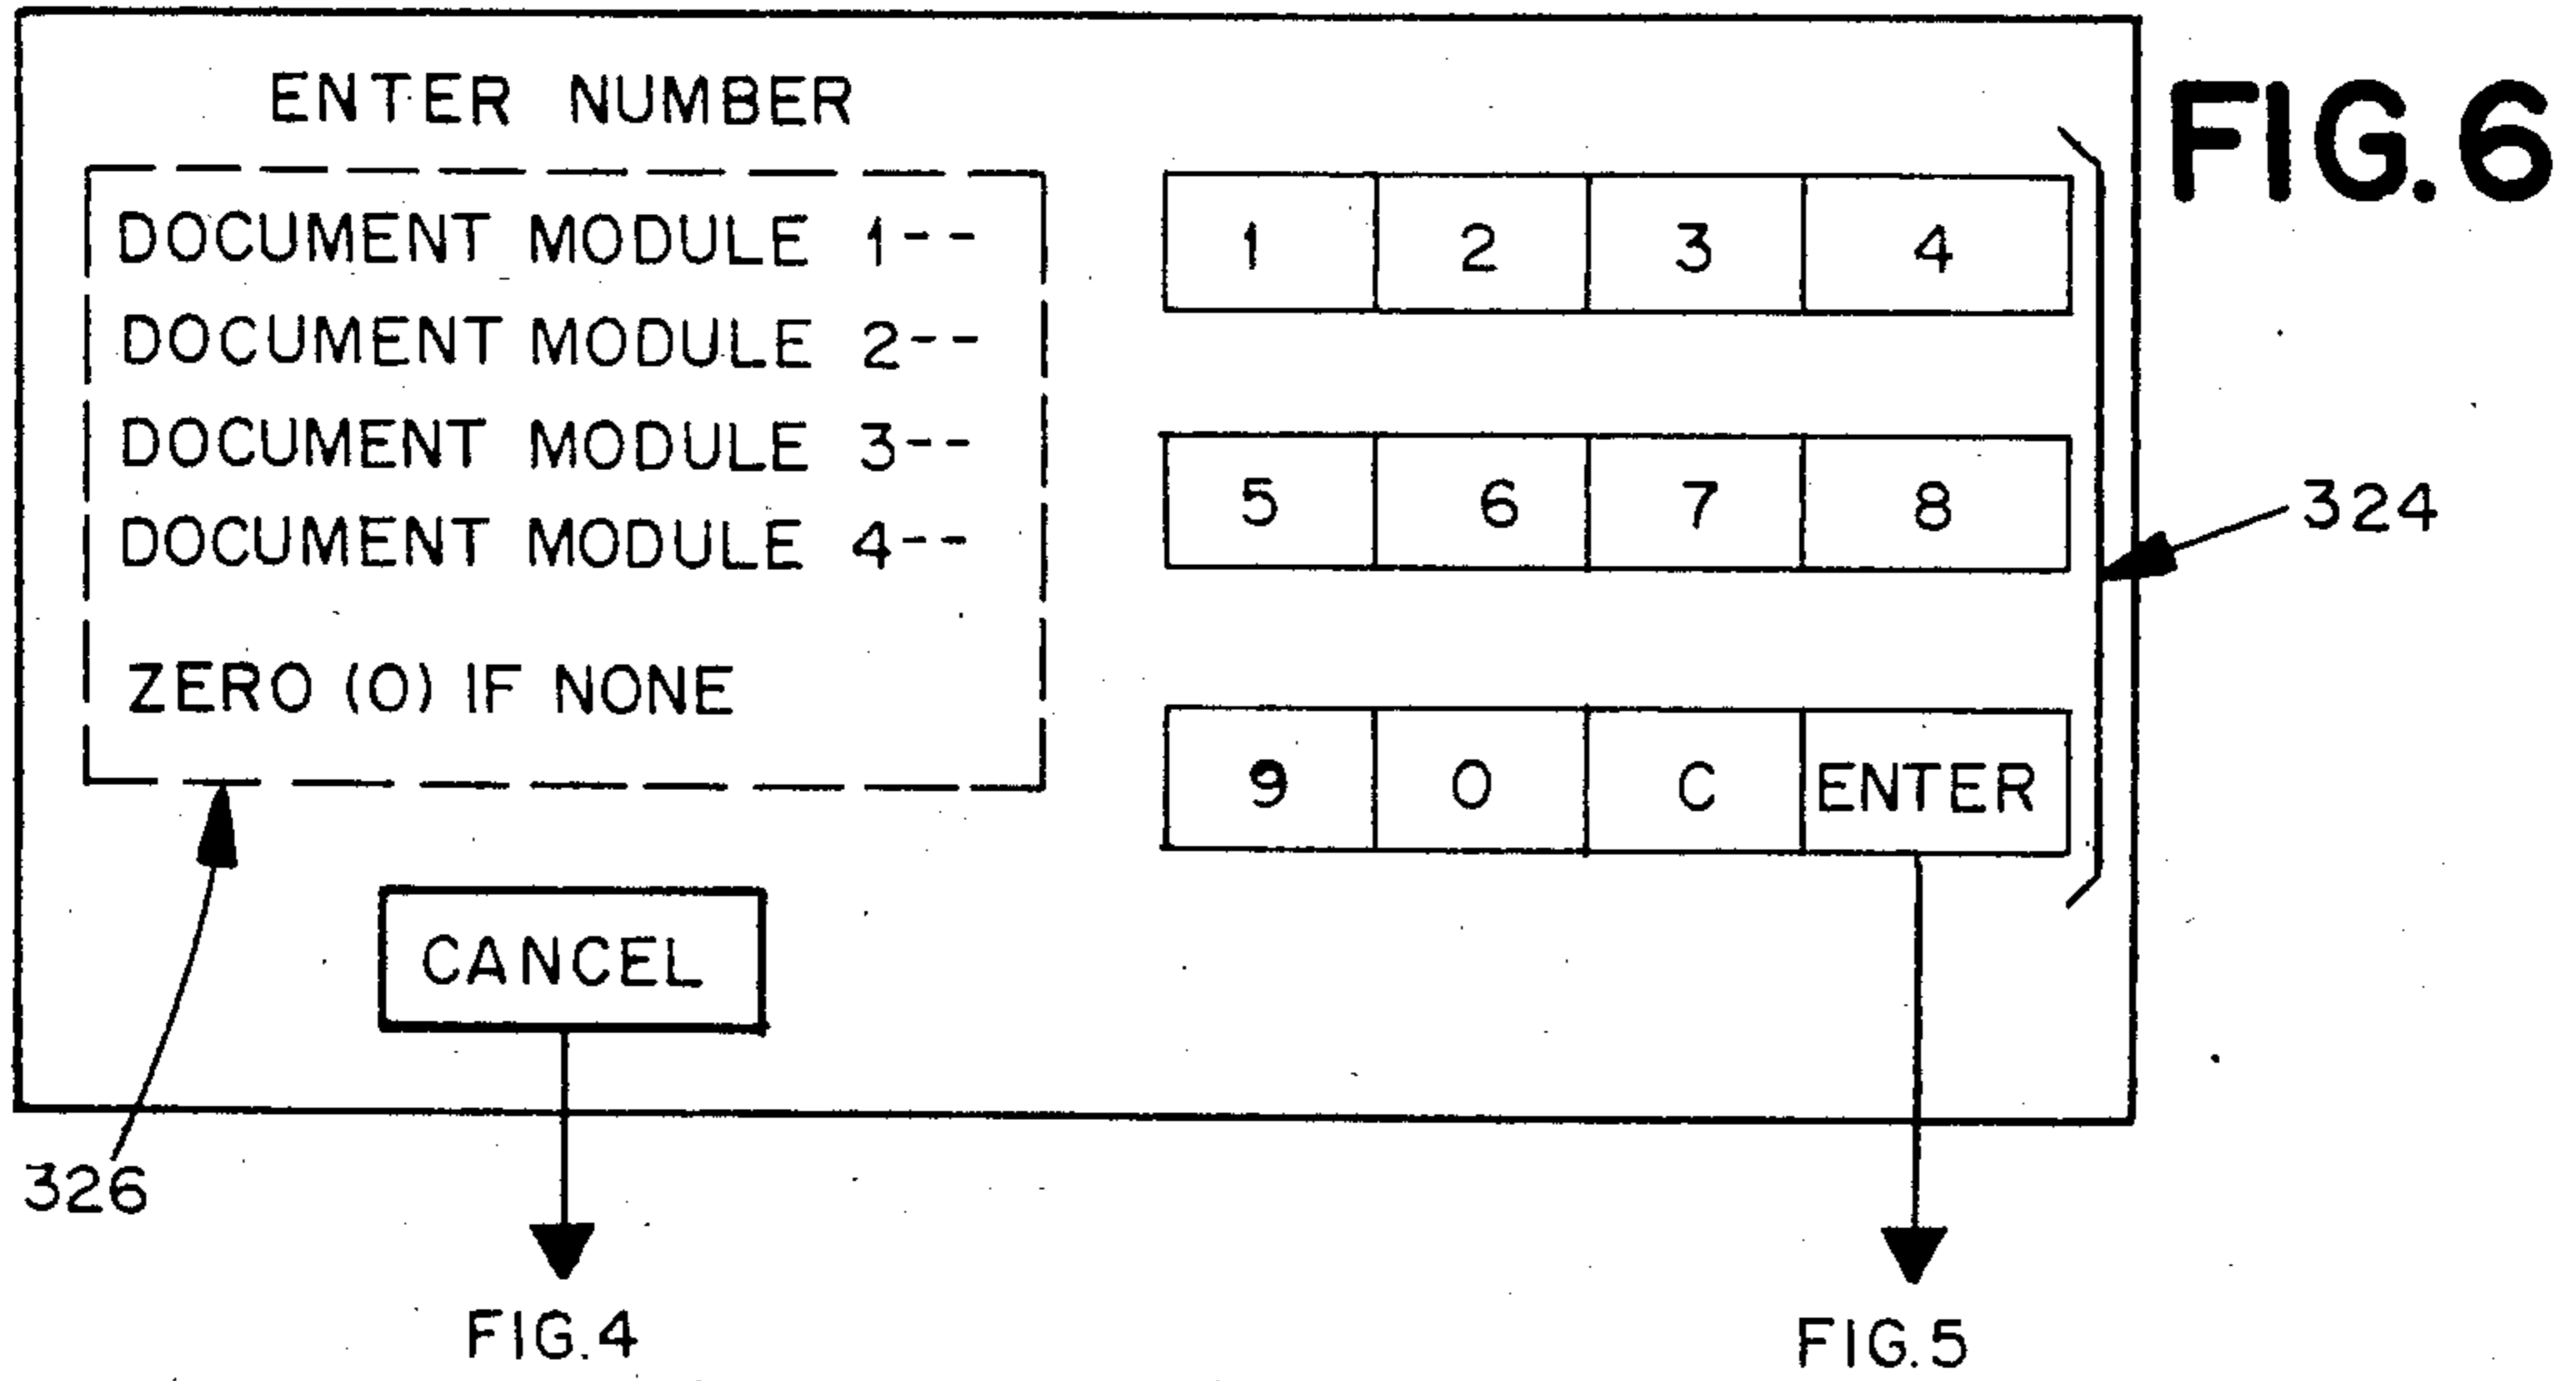 FIG.6
ENTER NUMBER
DOCUMENT MODULE 1--
DOCUMENT MODULE 2--
DOCUMENT MODULE 3--
DOCUMENT MODULE 4--
ZERO (0) IF NONE
CANCEL
1 2 3 4
5 6 7 8
9 0 C ENTER
324
326
FIG.4
FIG.5